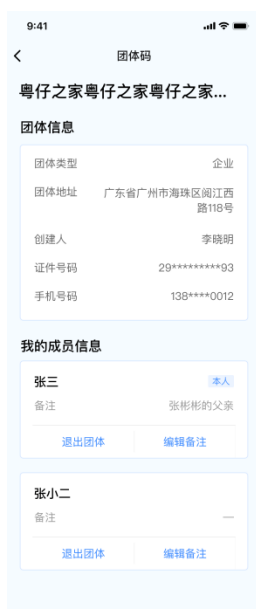 9:41
团体码
粤仔之家粤仔之家粤仔之家...
团体信息
团体类型 企业
团体地址 广东省广州市海珠区阅江西
路118号
创建人 李晓明
证件号码 29*********93
手机号码 138****0012
我的成员信息
张三 本人
备注 张彬彬的父亲
退出团体 编辑备注
张小二
备注 —
退出团体 编辑备注